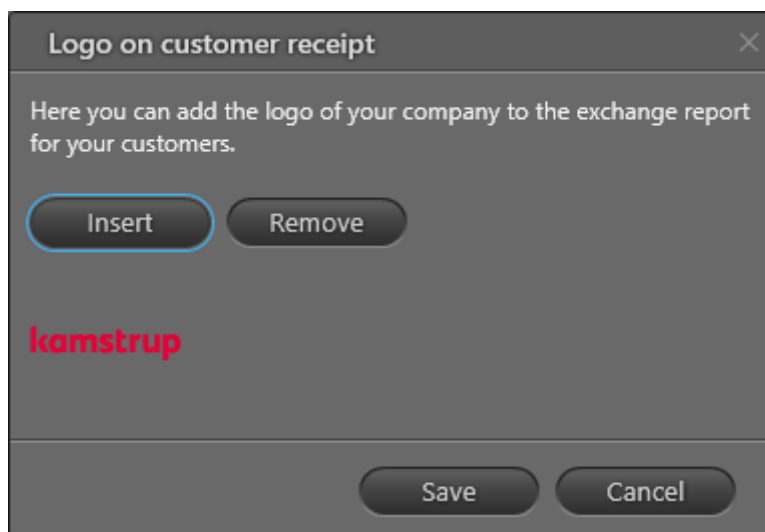 Logo on customer receipt
Here you can add the logo of your company to the exchange report
for your customers.
Insert Remove
kamstrup
Save Cancel